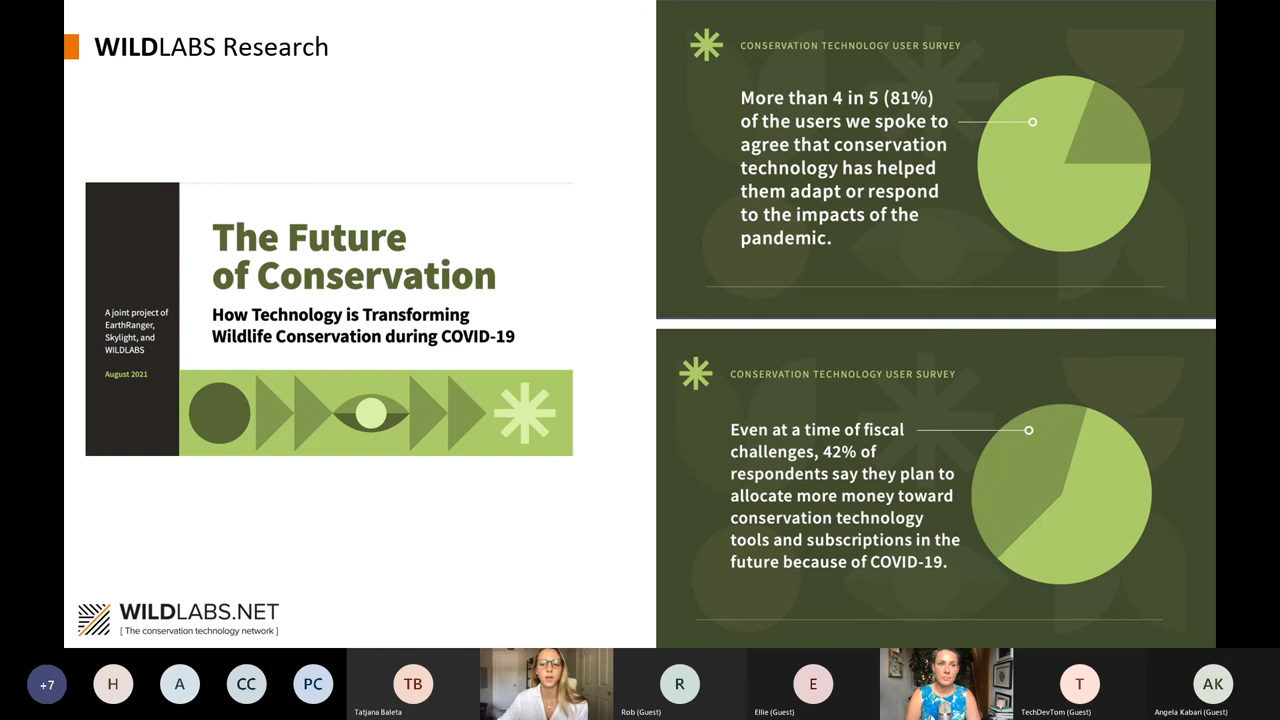 WILDLABS Research
A joint project of
EarthRanger,
Skylight, and
WILDLABS
August 2021
The Future
of Conservation
How Technology is Transforming
Wildlife Conservation during COVID-19
WILDLABS.NET
[ The conservation technology network ]
CONSERVATION TECHNOLOGY USER SURVEY
More than 4 in 5 (81%)
of the users we spoke to
agree that conservation
technology has helped
them adapt or respond
to the impacts of the
pandemic.
CONSERVATION TECHNOLOGY USER SURVEY
Even at a time of fiscal
challenges, 42% of
respondents say they plan to
allocate more money toward
conservation technology
tools and subscriptions in the
future because of COVID-19.
+7
H
A
CC
PC
TB
Tatjana Baleta
R
Rob (Guest)
E
Ellie (Guest)
T
TechDevTom (Guest)
AK
Angela Kabari (Guest)